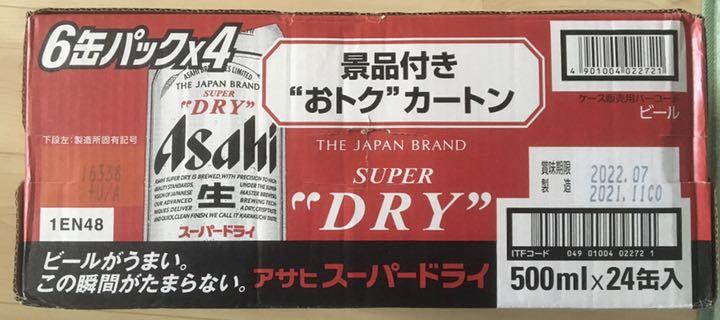 6缶パック×4
景品付き
“おトク”カートン
4 901004 022721
ケース販売用バーコード
ビール
ASAHI BREWERIES LIMITED
THE JAPAN BRAND
SUPER
“DRY”
Asahi
生
スーパードライ
下段左:製造所固有記号
16338
1EN48
THE JAPAN BRAND
SUPER
“DRY”
賞味期限 2022.07
製造 2021.11C0
ITFコード 049 01004 02272 1
ビールがうまい。
この瞬間がたまらない。
アサヒ スーパードライ
500ml×24缶入